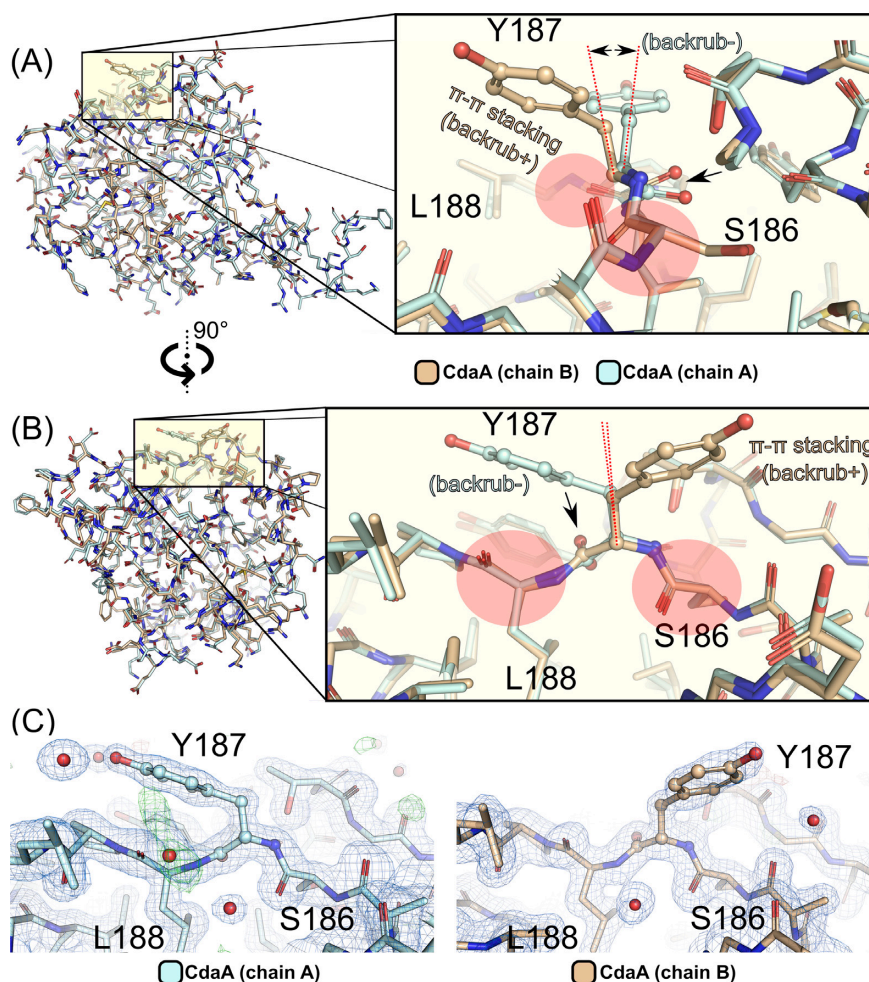 (A)
Y187
(backrub-)
π-π stacking
(backrub+)
L188
S186
90°
CdaA (chain B) CdaA (chain A)
(B)
Y187
(backrub-)
π-π stacking
(backrub+)
S186
L188
(C)
Y187
Y187
S186
L188
S186
L188
CdaA (chain A)
CdaA (chain B)